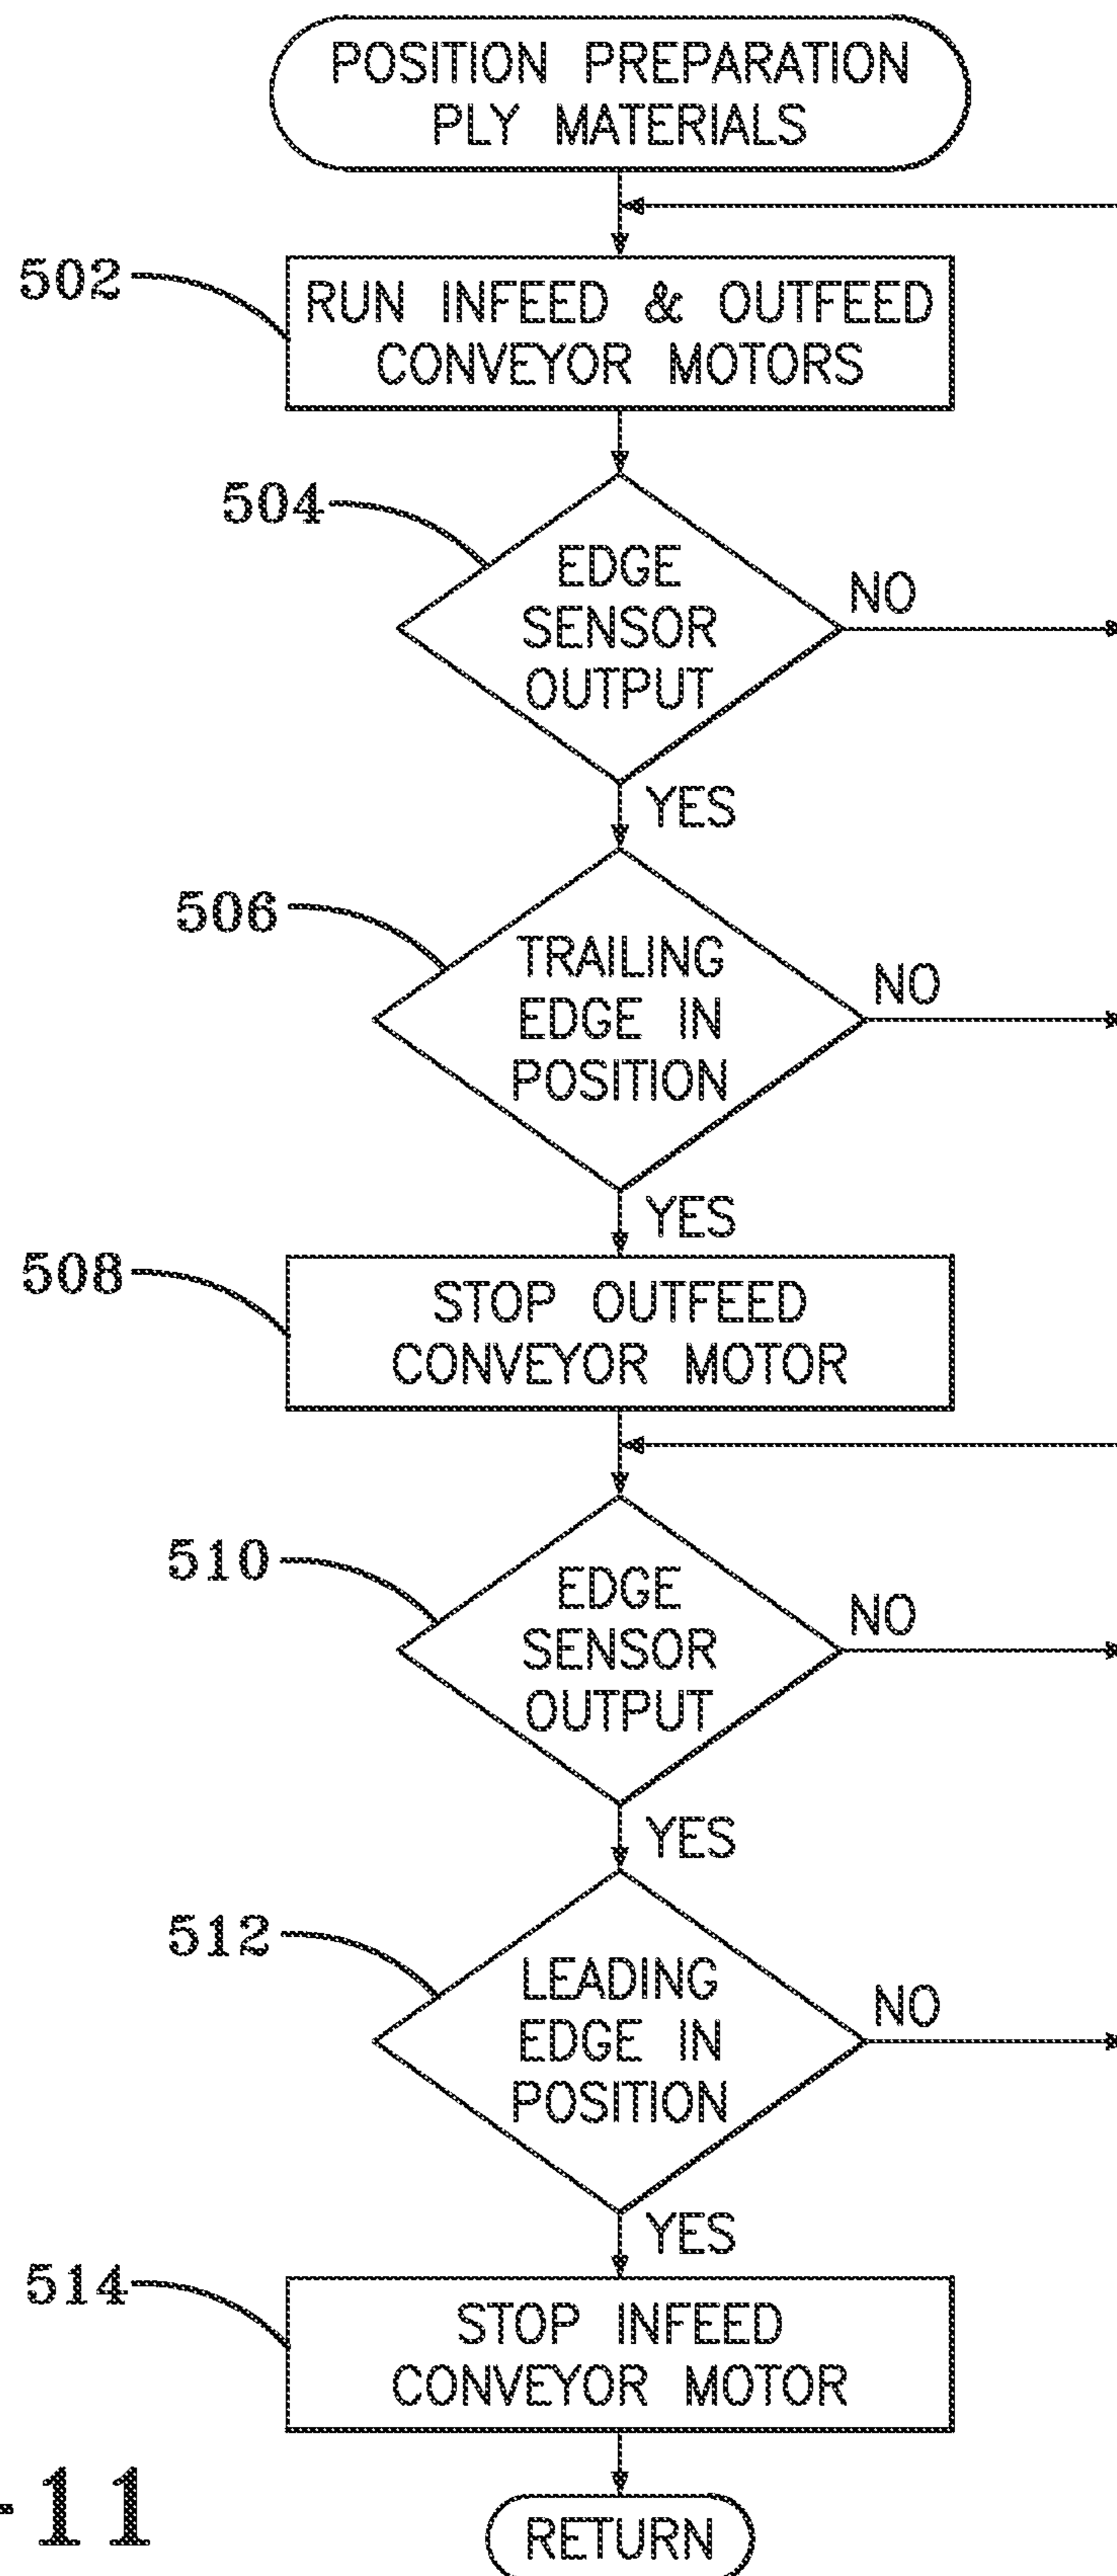 POSITION PREPARATION
PLY MATERIALS
502
RUN INFEED & OUTFEED
CONVEYOR MOTORS
504
EDGE
SENSOR
OUTPUT
NO
YES
506
TRAILING
EDGE IN
POSITION
NO
YES
508
STOP OUTFEED
CONVEYOR MOTOR
510
EDGE
SENSOR
OUTPUT
NO
YES
512
LEADING
EDGE IN
POSITION
NO
YES
514
STOP INFEED
CONVEYOR MOTOR
-11
RETURN